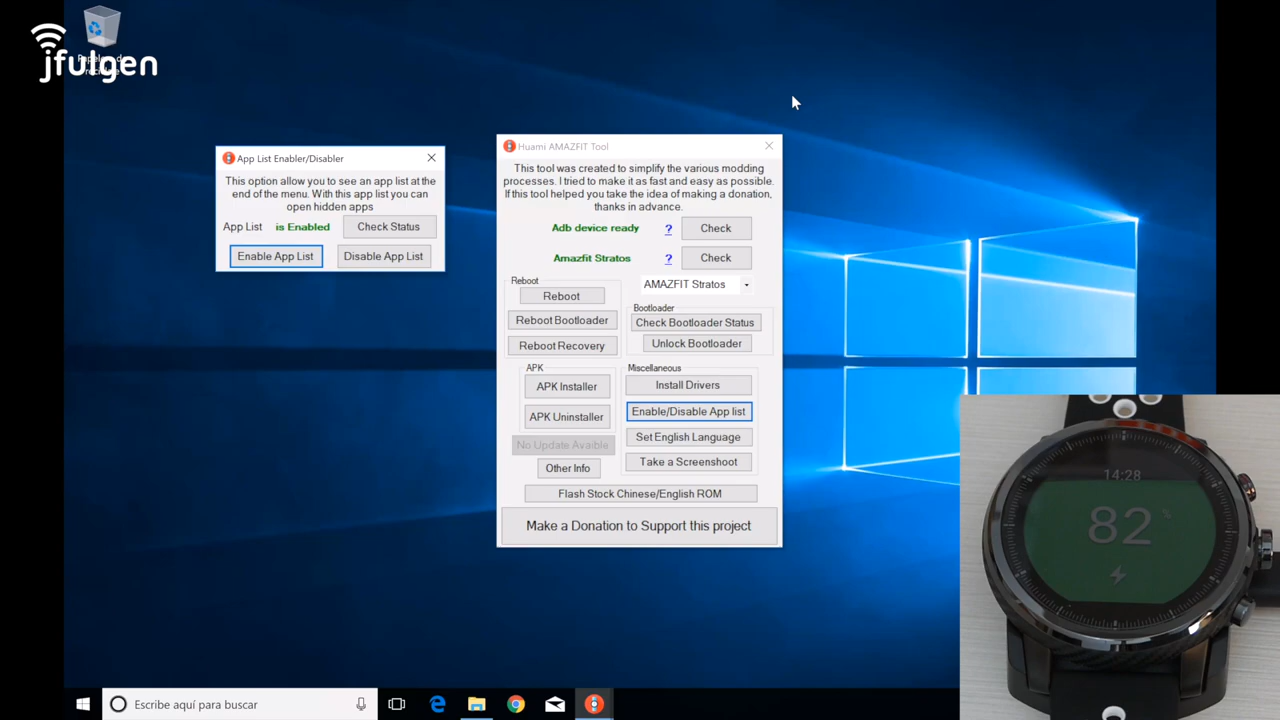 jfulgen
App List Enabler/Disabler
This option allow you to see an app list at the
end of the menu. With this app list you can
open hidden apps
App List is Enabled Check Status
Enable App List Disable App List
Huami AMAZFIT Tool
This tool was created to simplify the various modding
processes. I tried to make it as fast and easy as possible.
If this tool helped you take the idea of making a donation,
thanks in advance.
Adb device ready ? Check
Amazfit Stratos ? Check
AMAZFIT Stratos
Reboot
Reboot
Reboot Bootloader
Reboot Recovery
Bootloader
Check Bootloader Status
Unlock Bootloader
APK
APK Installer
APK Uninstaller
No Update Avaible
Other Info
Miscellaneous
Install Drivers
Enable/Disable App list
Set English Language
Take a Screenshoot
Flash Stock Chinese/English ROM
Make a Donation to Support this project
14:28
82 %
Escribe aquí para buscar